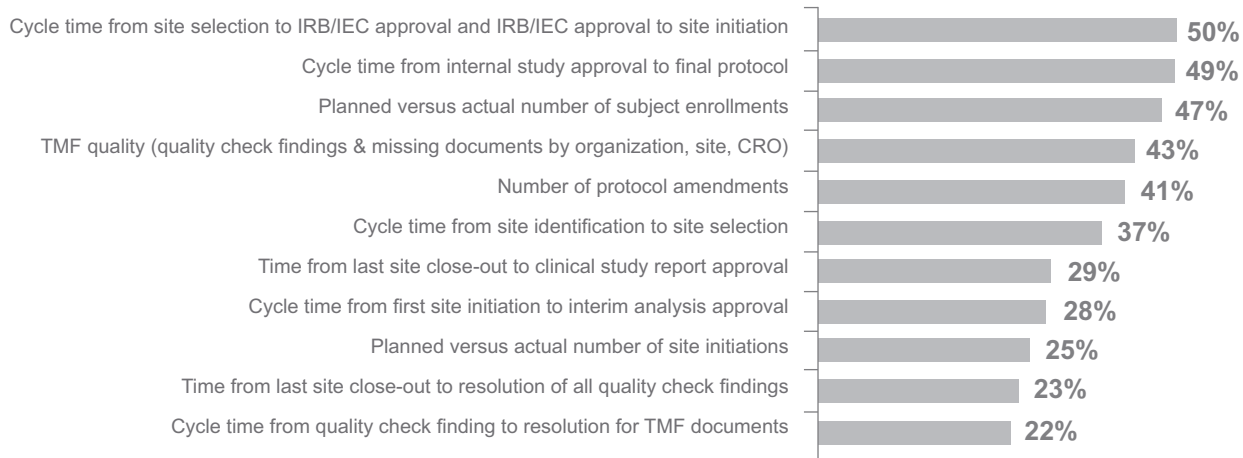 Cycle time from site selection to IRB/IEC approval and IRB/IEC approval to site initiation 50%
Cycle time from internal study approval to final protocol 49%
Planned versus actual number of subject enrollments 47%
TMF quality (quality check findings & missing documents by organization, site, CRO) 43%
Number of protocol amendments 41%
Cycle time from site identification to site selection 37%
Time from last site close-out to clinical study report approval 29%
Cycle time from first site initiation to interim analysis approval 28%
Planned versus actual number of site initiations 25%
Time from last site close-out to resolution of all quality check findings 23%
Cycle time from quality check finding to resolution for TMF documents 22%